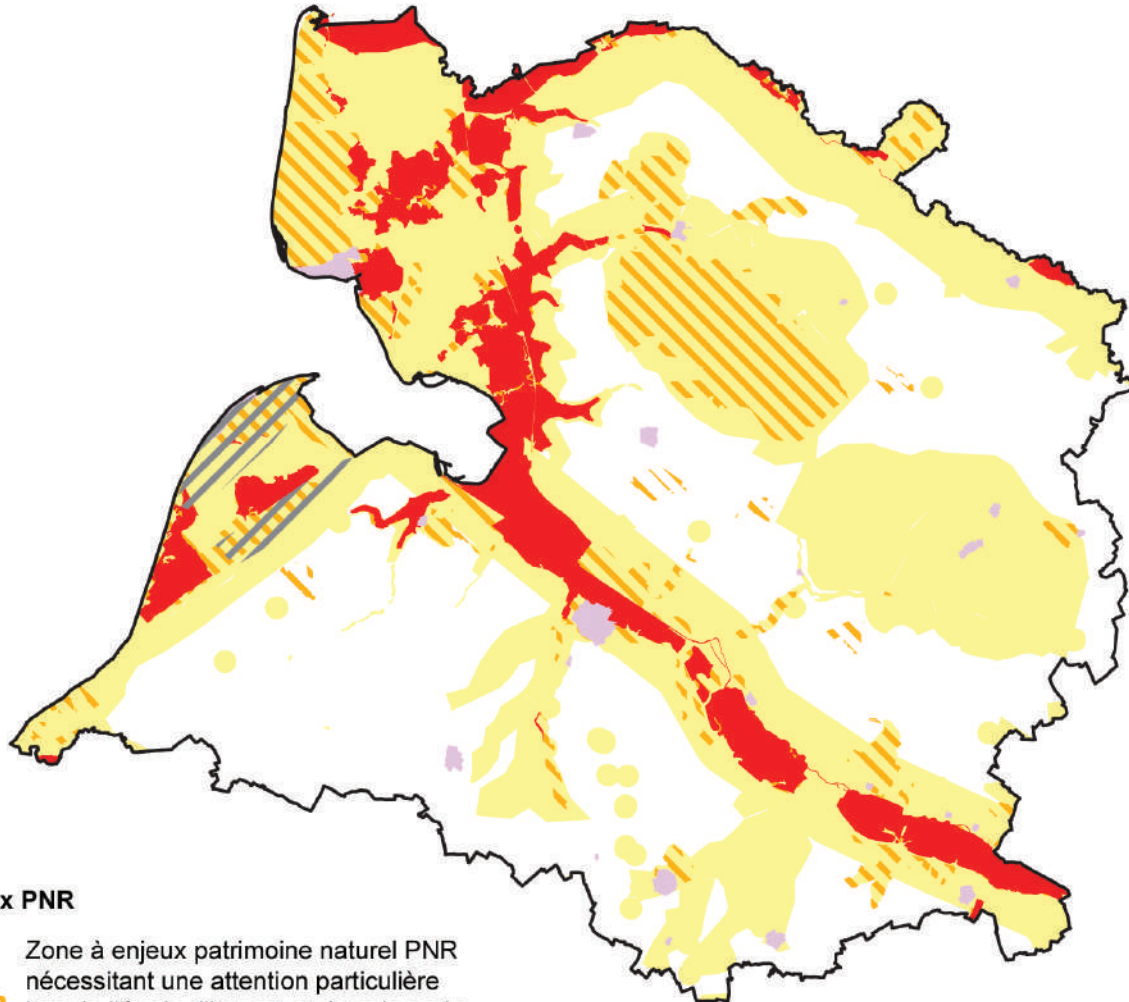 x PNR
Zone à enjeux patrimoine naturel PNR
nécessitant une attention particulière